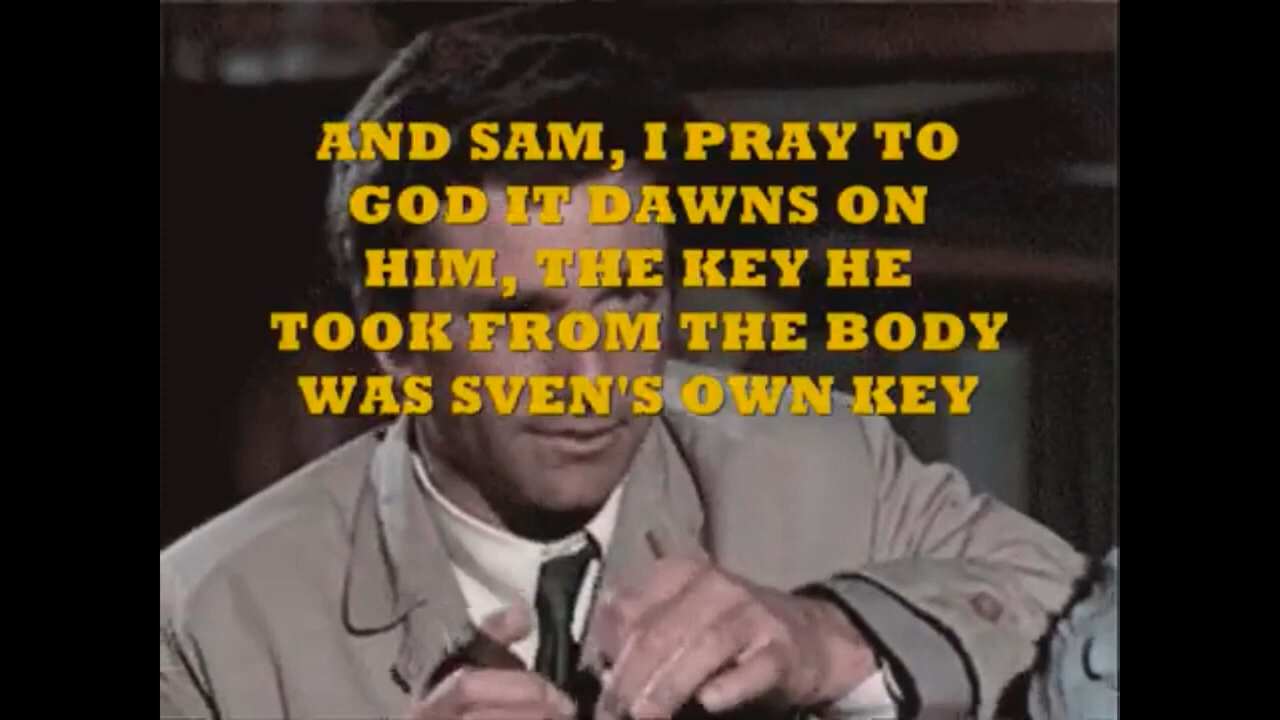 AND SAM, I PRAY TO
GOD IT DAWNS ON
HIM, THE KEY HE
TOOK FROM THE BODY
WAS SVEN'S OWN KEY